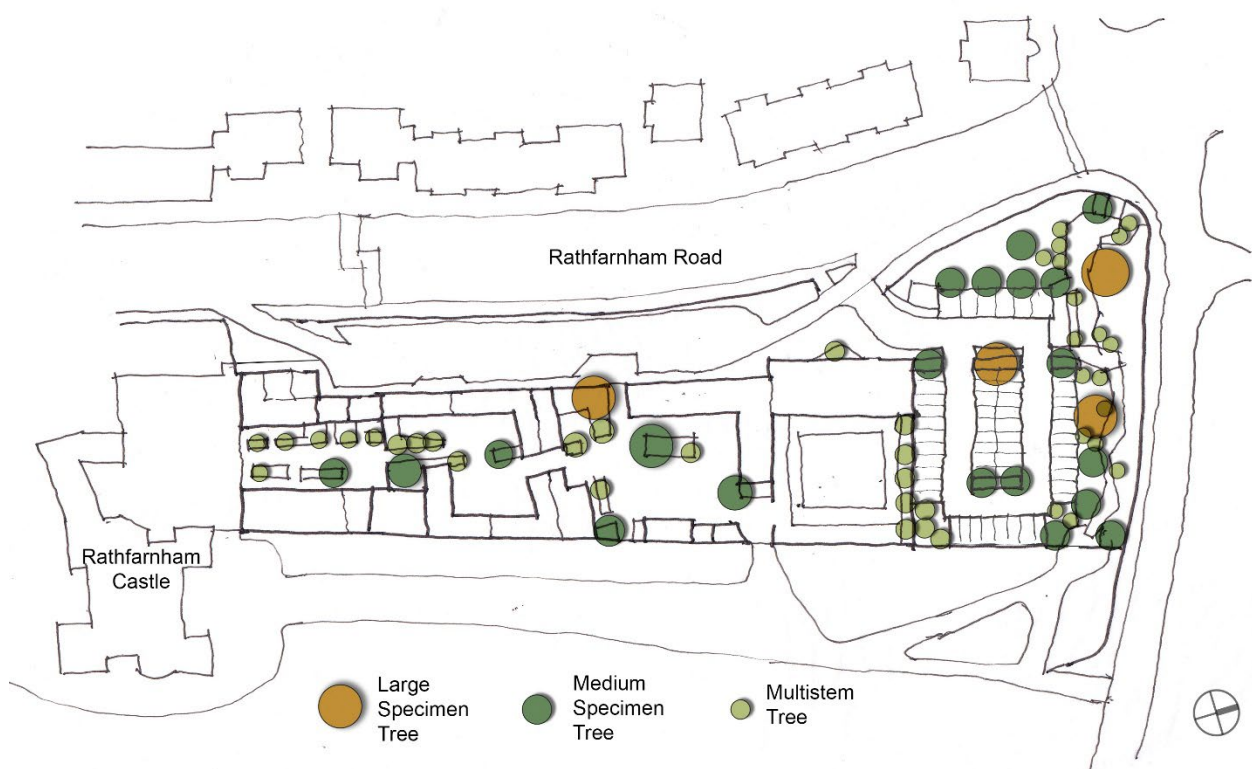 Rathfarnham Road
Rathfarnham
Castle
Large
Specimen
Tree
Medium
Specimen
Tree
Multistem
Tree